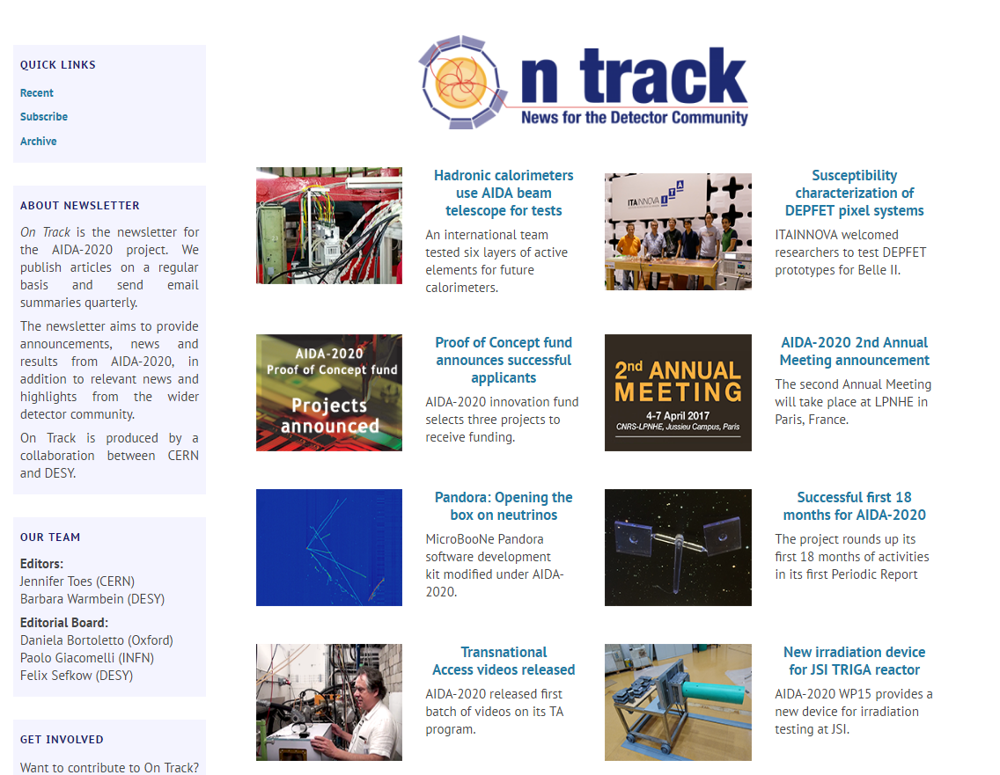 QUICK LINKS
Recent
Subscribe
Archive
ABOUT NEWSLETTER
On Track is the newsletter for
the AIDA-2020 project. We
publish articles on a regular
basis and send email
summaries quarterly.
The newsletter aims to provide
announcements, news and
results from AIDA-2020, in
addition to relevant news and
highlights from the wider
detector community.
On Track is produced by a
collaboration between CERN
and DESY.
OUR TEAM
Editors:
Jennifer Toes (CERN)
Barbara Warmbein (DESY)
Editorial Board:
Daniela Bortoletto (Oxford)
Paolo Giacomelli (INFN)
Felix Sefkow (DESY)
GET INVOLVED
Want to contribute to On Track?
n track
News for the Detector Community
Hadronic calorimeters
use AIDA beam
telescope for tests
An international team
tested six layers of active
elements for future
calorimeters.
ITAINNOVA
ITA
Susceptibility
characterization of
DEPFET pixel systems
ITAINNOVA welcomed
researchers to test DEPFET
prototypes for Belle II.
AIDA-2020
Proof of Concept fund
Projects
announced
Proof of Concept fund
announces successful
applicants
AIDA-2020 innovation fund
selects three projects to
receive funding.
2nd ANNUAL
MEETING
4-7 April 2017
CNRS-LPNHE, Jussieu Campus, Paris
AIDA-2020 2nd Annual
Meeting announcement
The second Annual Meeting
will take place at LPNHE in
Paris, France.
Pandora: Opening the
box on neutrinos
MicroBooNe Pandora
software development
kit modified under AIDA-
2020.
Successful first 18
months for AIDA-2020
The project rounds up its
first 18 months of activities
in its first Periodic Report
Transnational
Access videos released
AIDA-2020 released first
batch of videos on its TA
program.
New irradiation device
for JSI TRIGA reactor
AIDA-2020 WP15 provides a
new device for irradiation
testing at JSI.